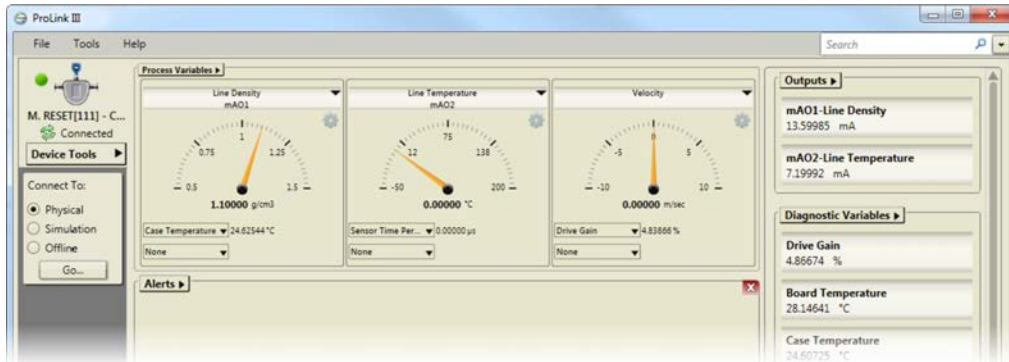 ProLink III
File Tools Help
Search
M. RESET[111] - C...
Connected
Device Tools
Connect To:
Physical
Simulation
Offline
Go...
Process Variables
Line Density
mAO1
0.5 0.75 1 1.25 1.5
1.10000 g/cm3
Case Temperature 24.62544 °C
None
Line Temperature
mAO2
-50 12 75 138 200
0.00000 °C
Sensor Time Per... 0.00000 µs
None
Velocity
-10 -5 0 5 10
0.00000 m/sec
Drive Gain 4.83866 %
None
Alerts
Outputs
mAO1-Line Density
13.59985 mA
mAO2-Line Temperature
7.19992 mA
Diagnostic Variables
Drive Gain
4.86674 %
Board Temperature
28.14641 °C
Case Temperature
24.60725 °C